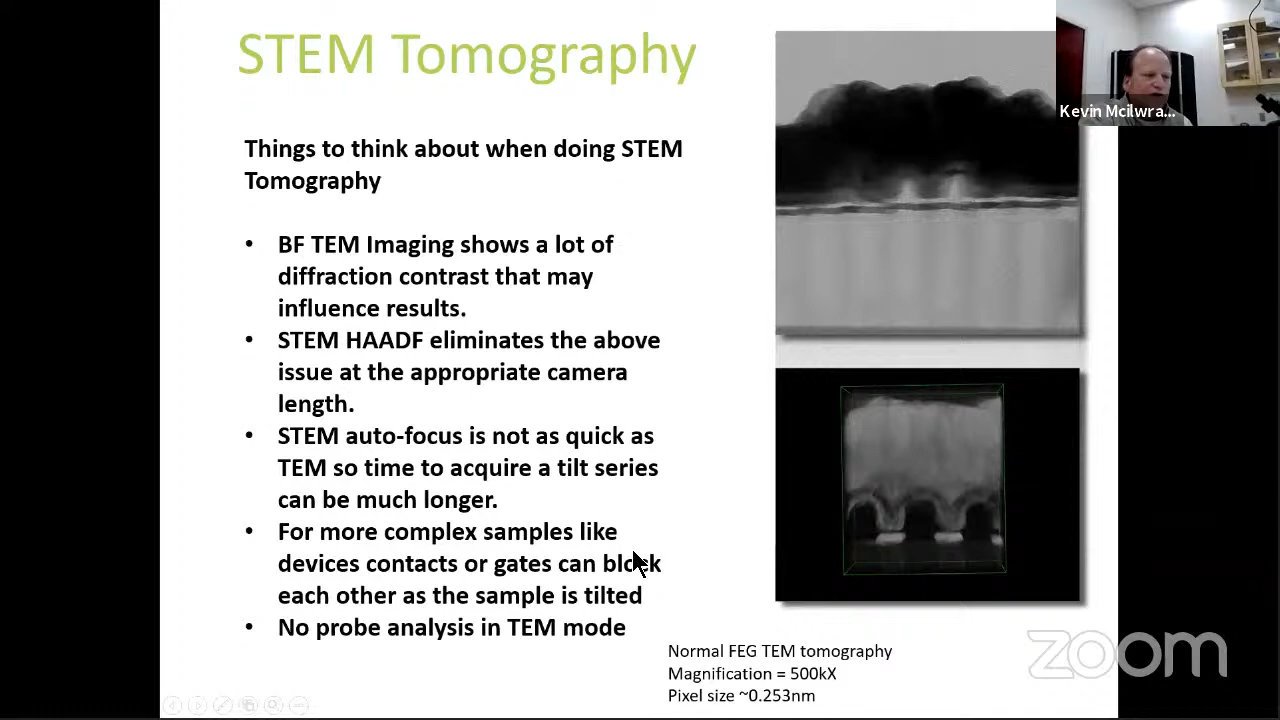 STEM Tomography
Kevin Mcilwra...
Things to think about when doing STEM
Tomography
• BF TEM Imaging shows a lot of
diffraction contrast that may
influence results.
• STEM HAADF eliminates the above
issue at the appropriate camera
length.
• STEM auto-focus is not as quick as
TEM so time to acquire a tilt series
can be much longer.
• For more complex samples like
devices contacts or gates can block
each other as the sample is tilted
• No probe analysis in TEM mode
Normal FEG TEM tomography
Magnification = 500kX
Pixel size ~0.253nm
zoom